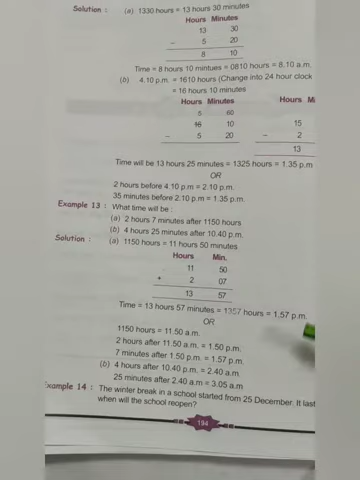 Solution : (a) 1330 hours = 13 hours 30 minutes
Hours Minutes
13 30
– 5 20
8 10
Time = 8 hours 10 mintues = 0810 hours = 8.10 a.m.
(b) 4.10 p.m. = 1610 hours (Change into 24 hour clock
= 16 hours 10 minutes
Hours Minutes Hours
5 60
16 10 15
– 5 20 – 2
13
Time will be 13 hours 25 minutes = 1325 hours = 1.35 p.m
OR
2 hours before 4.10 p.m = 2.10 p.m.
35 minutes before 2.10 p.m = 1.35 p.m.
Example 13 : What time will be :
(a) 2 hours 7 minutes after 1150 hours
(b) 4 hours 25 minutes after 10.40 p.m.
Solution : (a) 1150 hours = 11 hours 50 minutes
Hours Min.
11 50
+ 2 07
13 57
Time = 13 hours 57 minutes = 1357 hours = 1.57 p.m.
OR
1150 hours = 11.50 a.m.
2 hours after 11.50 a.m. = 1.50 p.m.
7 minutes after 1.50 p.m. = 1.57 p.m.
(b) 4 hours after 10.40 p.m. = 2.40 a.m
25 minutes after 2.40 a.m = 3.05 a.m
Example 14 : The winter break in a school started from 25 December. It last
when will the school reopen?
194